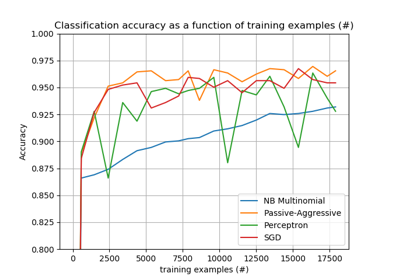 Classification accuracy as a function of training examples (#)
1.000
0.975
0.950
0.925
0.900
0.875
0.850
0.825
0.800
Accuracy
NB Multinomial
Passive-Aggressive
Perceptron
SGD
0 2500 5000 7500 10000 12500 15000 17500
training examples (#)